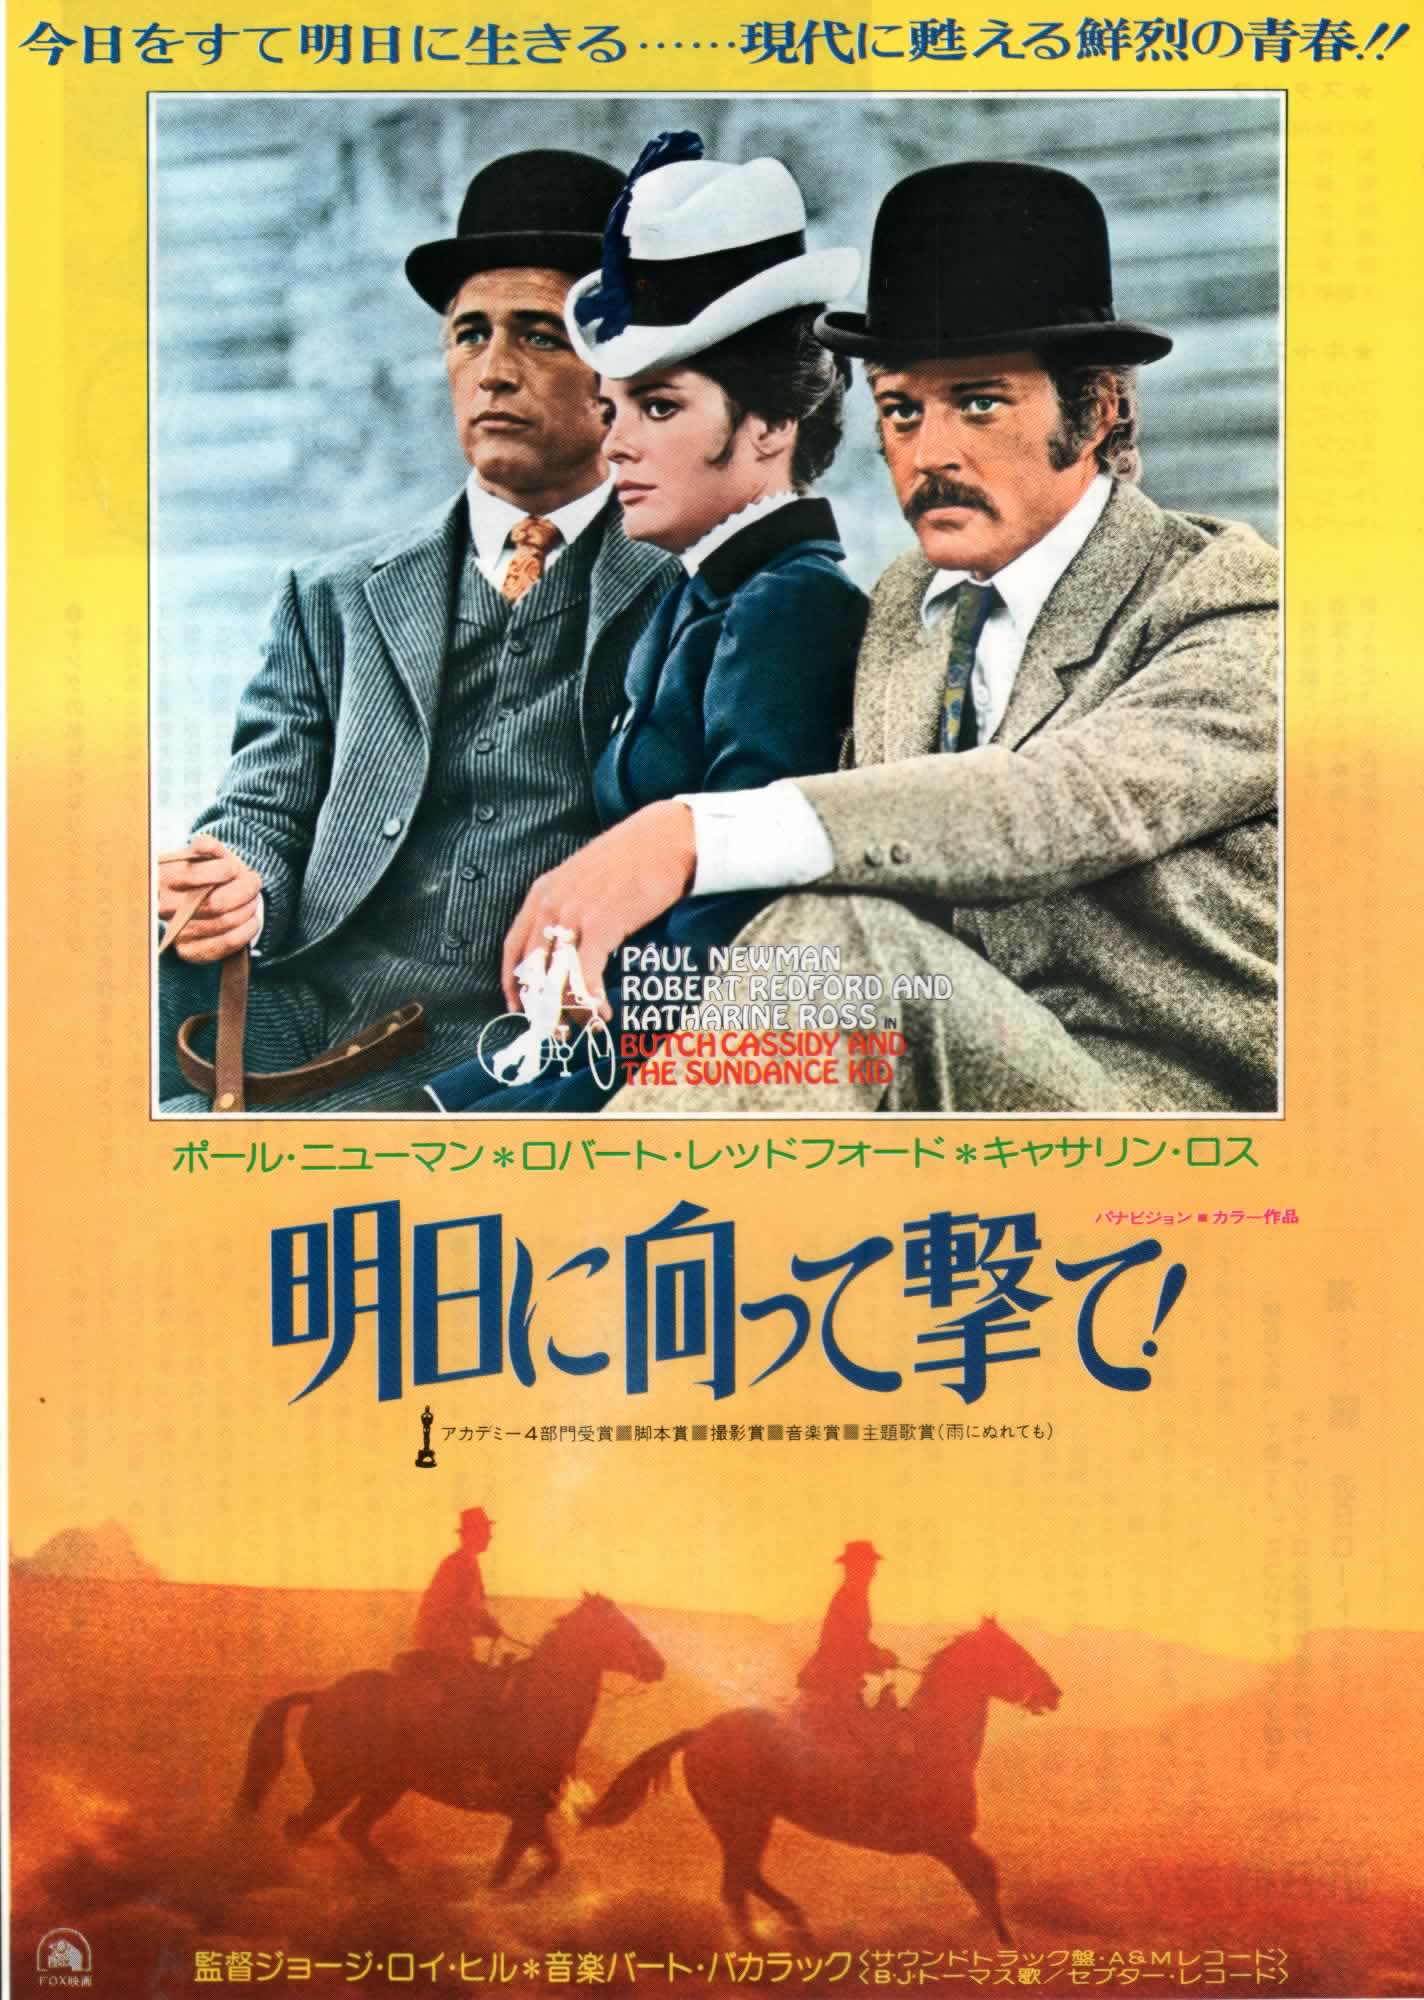 今日をすて明日に生きる……現代に甦える鮮烈の青春!!
PAUL NEWMAN
ROBERT REDFORD AND
KATHARINE ROSS IN
BUTCH CASSIDY AND
THE SUNDANCE KID
ポール・ニューマン＊ロバート・レッドフォード＊キャサリン・ロス
パナビジョン■カラー作品
明日に向って撃て!
アカデミー4部門受賞▩脚本賞▩撮影賞▩音楽賞▩主題歌賞(雨にぬれても)
監督ジョージ・ロイ・ヒル＊音楽バート・バカラック〈サウンドトラック盤・A&Mレコード〉
〈B・J・トーマス歌／セプター・レコード〉
FOX映画